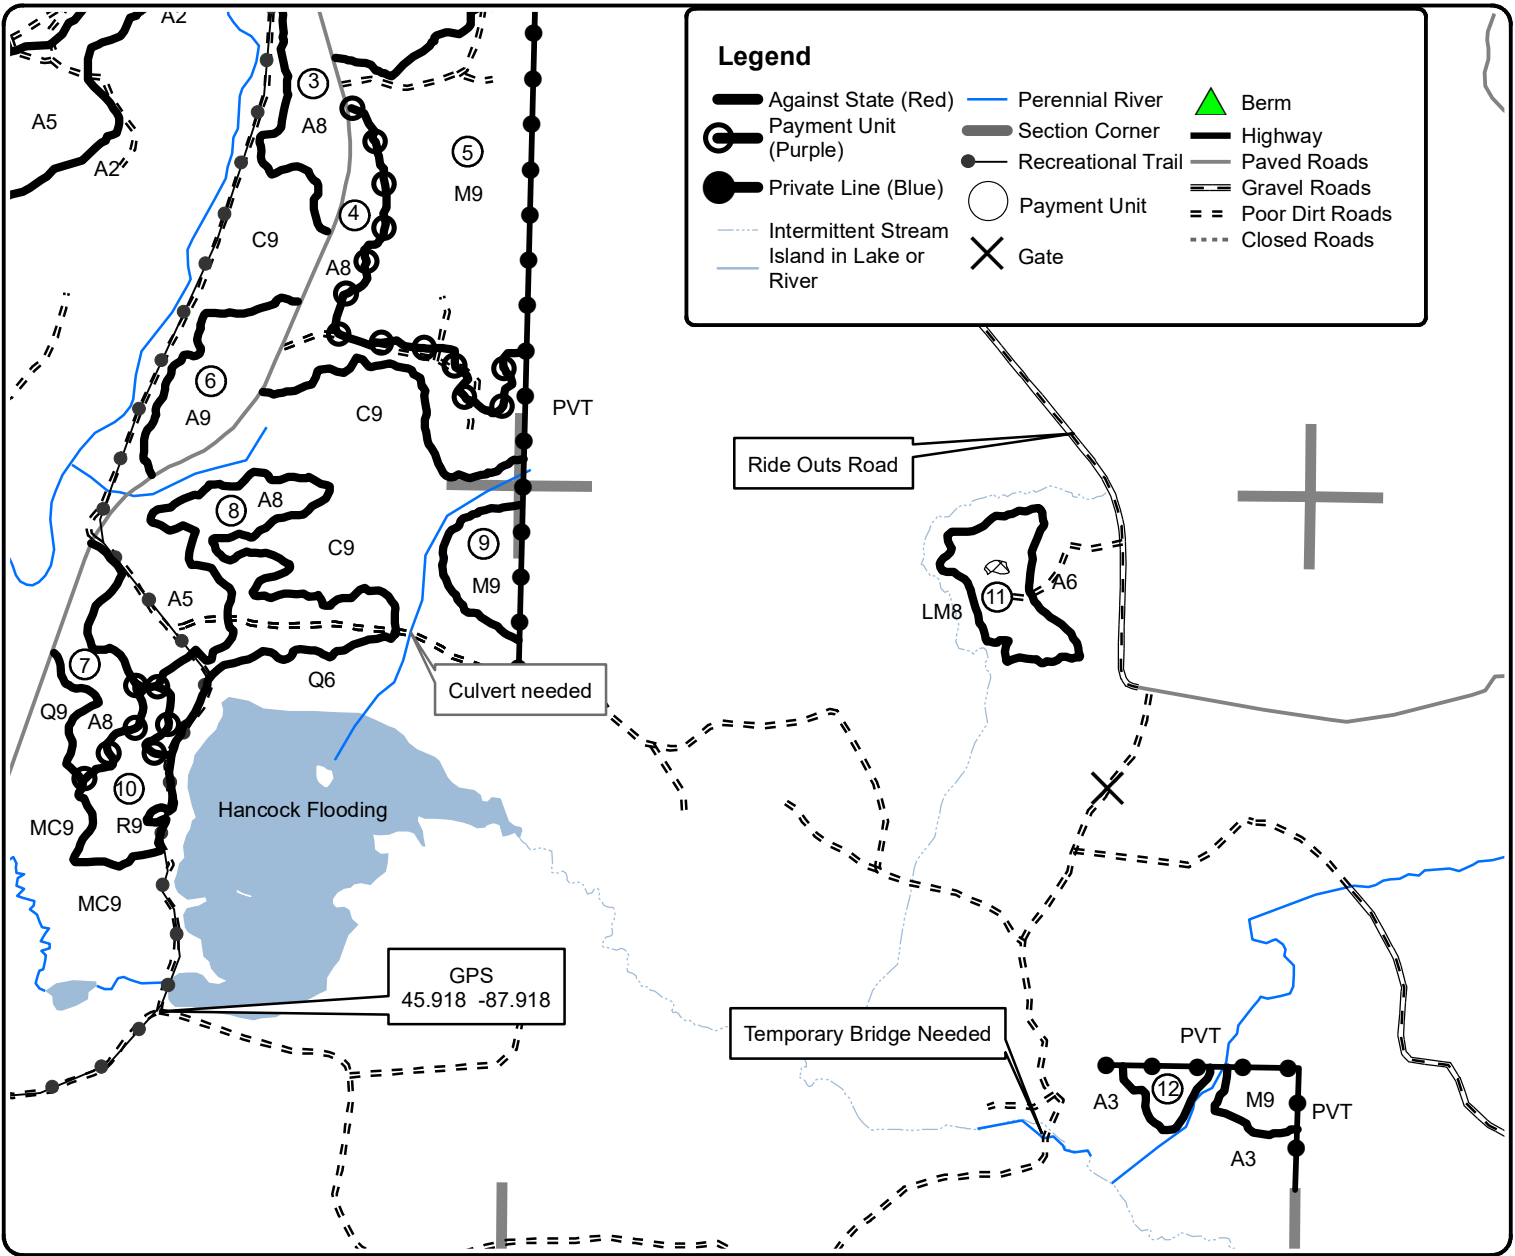 A2
3
A5
A8
A2
5
M9
4
C9
A8
6
A9
C9
PVT
8
A8
C9
9
M9
A5
Q6
7
Q9
A8
10
R9
MC9
MC9
Culvert needed
Hancock Flooding
GPS
45.918 -87.918
Legend
Against State (Red)
Payment Unit
(Purple)
Private Line (Blue)
Intermittent Stream
Island in Lake or
River
Perennial River
Section Corner
Recreational Trail
Payment Unit
Gate
Berm
Highway
Paved Roads
Gravel Roads
Poor Dirt Roads
Closed Roads
Ride Outs Road
11
A6
LM8
Temporary Bridge Needed
PVT
12
A3
M9
PVT
A3